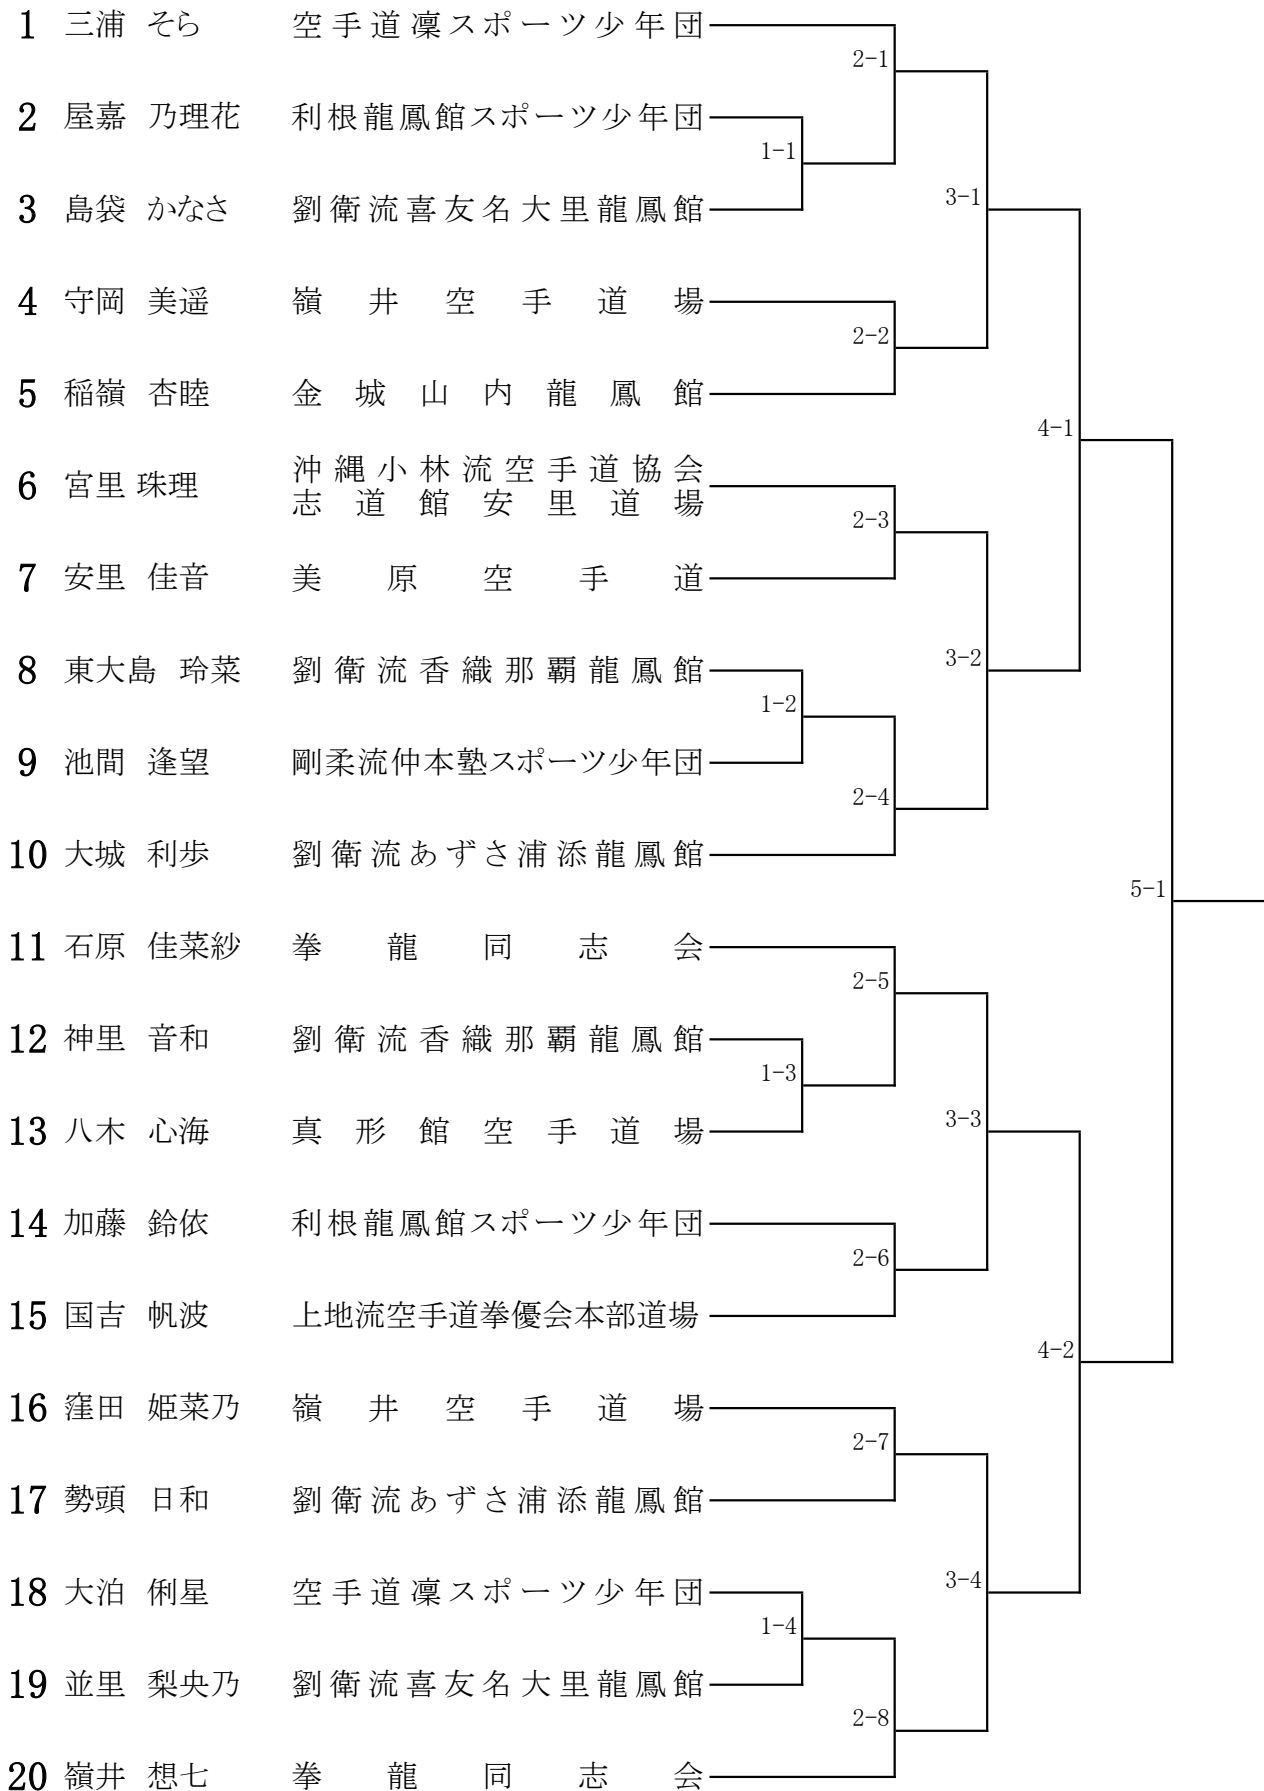 1 三浦 そら 空手道凜スポーツ少年団
2-1
2 屋嘉 乃理花 利根龍鳳館スポーツ少年団
1-1
3 島袋 かなさ 劉衛流喜友名大里龍鳳館
3-1
4 守岡 美遥 嶺井空手道場
2-2
5 稲嶺 杏睦 金城山内龍鳳館
4-1
6 宮里 珠理 沖縄小林流空手道協会
志道館安里道場
2-3
7 安里 佳音 美原空手道
3-2
8 東大島 玲菜 劉衛流香織那覇龍鳳館
1-2
9 池間 逢望 剛柔流仲本塾スポーツ少年団
2-4
10 大城 利歩 劉衛流あずさ浦添龍鳳館
5-1
11 石原 佳菜紗 拳龍同志会
2-5
12 神里 音和 劉衛流香織那覇龍鳳館
1-3
13 八木 心海 真形館空手道場
3-3
14 加藤 鈴依 利根龍鳳館スポーツ少年団
2-6
15 国吉 帆波 上地流空手道拳優会本部道場
4-2
16 窪田 姫菜乃 嶺井空手道場
2-7
17 勢頭 日和 劉衛流あずさ浦添龍鳳館
3-4
18 大泊 俐星 空手道凜スポーツ少年団
1-4
19 並里 梨央乃 劉衛流喜友名大里龍鳳館
2-8
20 嶺井 想七 拳龍同志会